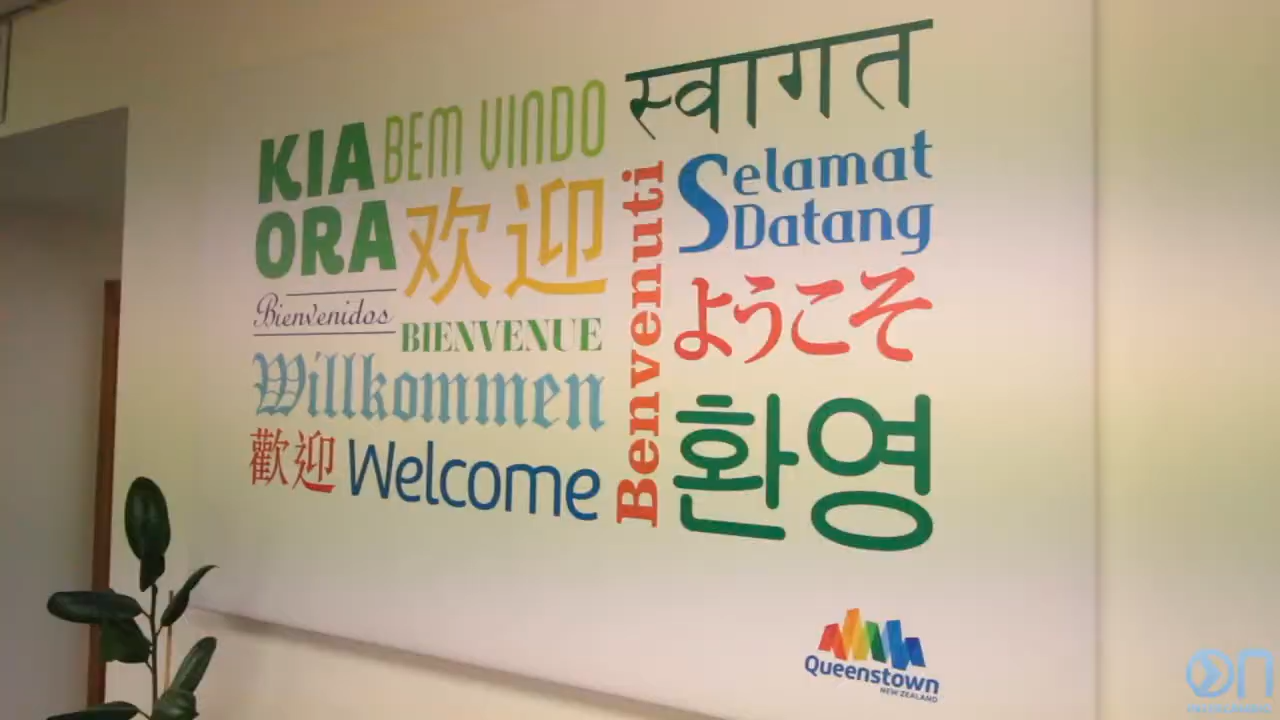 KIA
ORA
BEM VINDO
欢迎
Bienvenidos
BIENVENUE
Willkommen
歡迎
Welcome
Benvenuti
स्वागत
Selamat
Datang
ようこそ
환영
Queenstown
NEW ZEALAND
ON